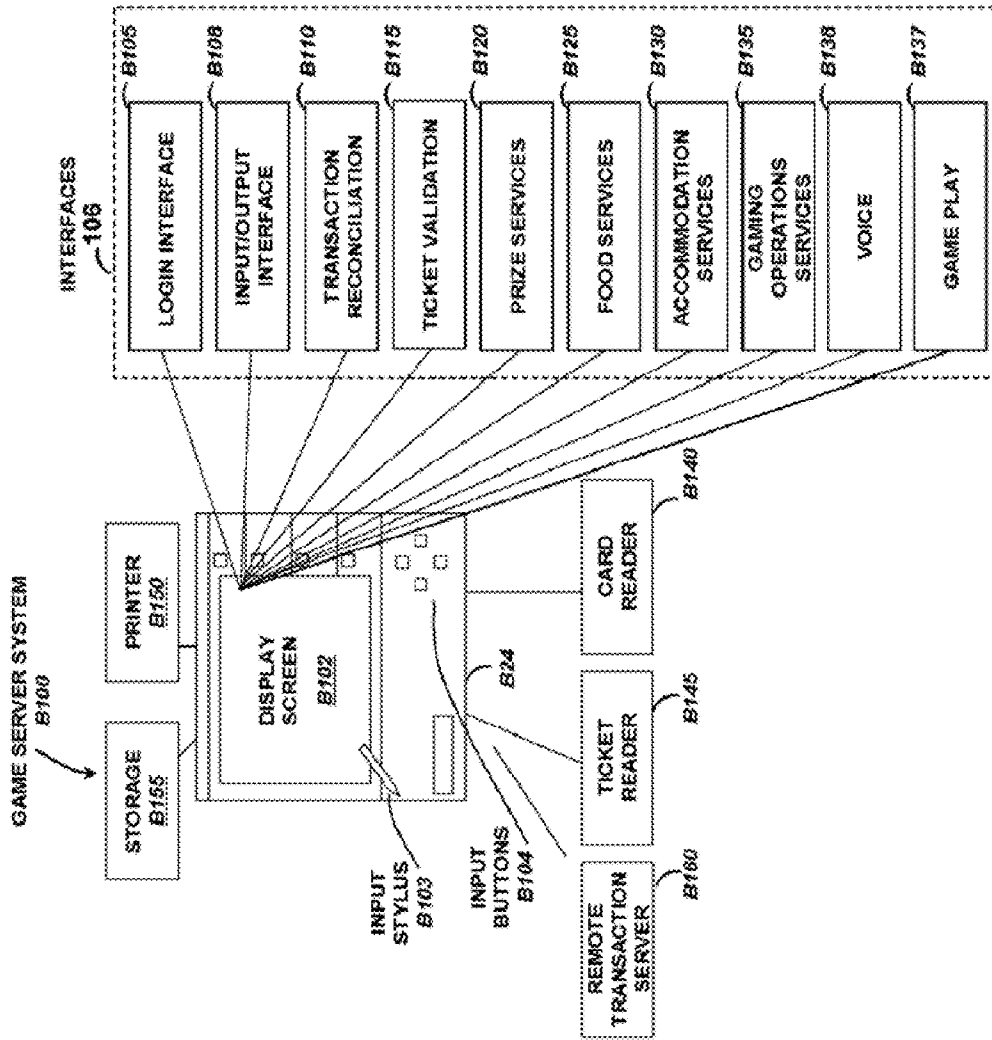 GAME SERVER SYSTEM
B100
STORAGE
B155
PRINTER
B150
DISPLAY
SCREEN
B102
INPUT
STYLUS
B103
INPUT
BUTTONS
B104
B24
REMOTE
TRANSACTION
SERVER
B160
TICKET
READER
B145
CARD
READER
B140
INTERFACES
106
LOGIN INTERFACE
B105
INPUT/OUTPUT
INTERFACE
B108
TRANSACTION
RECONCILIATION
B110
TICKET VALIDATION
B115
PRIZE SERVICES
B120
FOOD SERVICES
B125
ACCOMMODATION
SERVICES
B130
GAMING
OPERATIONS
SERVICES
B135
VOICE
B138
GAME PLAY
B137